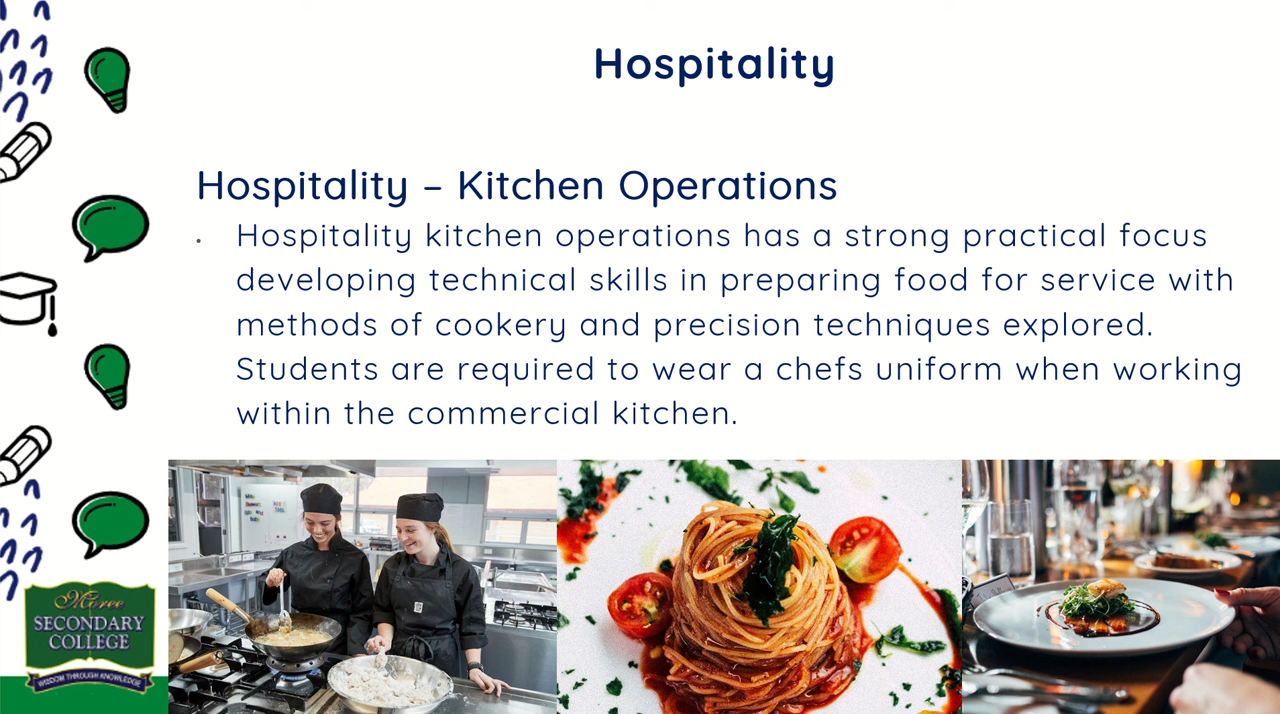 Hospitality
Hospitality – Kitchen Operations
• Hospitality kitchen operations has a strong practical focus
developing technical skills in preparing food for service with
methods of cookery and precision techniques explored.
Students are required to wear a chefs uniform when working
within the commercial kitchen.
Moree
SECONDARY
COLLEGE
WISDOM THROUGH KNOWLEDGE